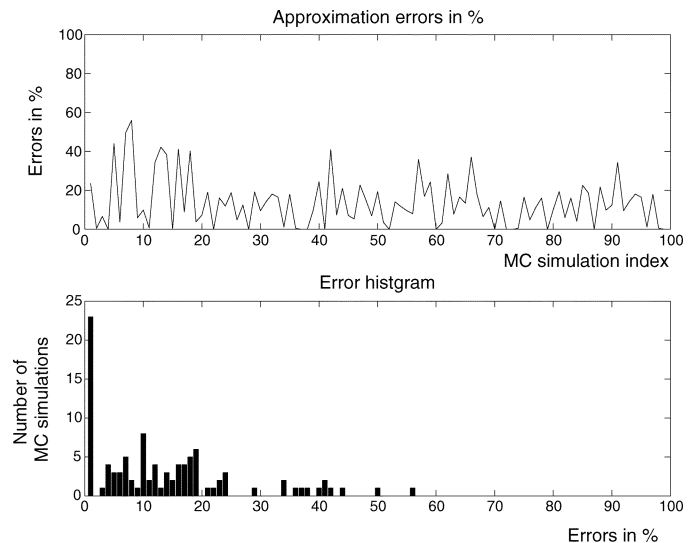 Approximation errors in %
100
80
60
40
20
0
Errors in %
0 10 20 30 40 50 60 70 80 90 100
MC simulation index
Error histgram
25
20
15
10
5
0
Number of
MC simulations
0 10 20 30 40 50 60 70 80 90 100
Errors in %